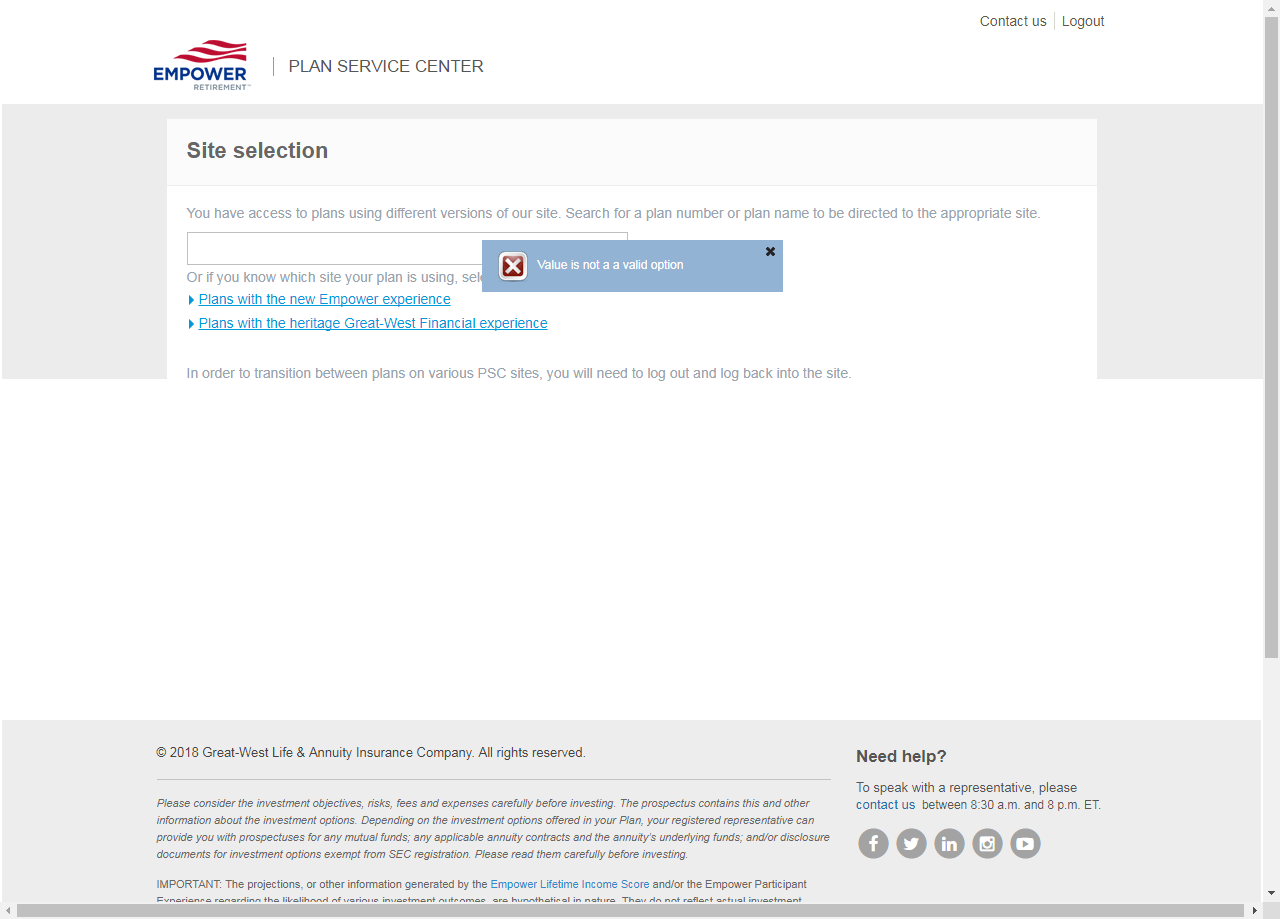 Contact us
Logout
EMPOWER
RETIREMENT™
PLAN SERVICE CENTER
Site selection
You have access to plans using different versions of our site. Search for a plan number or plan name to be directed to the appropriate site.
Value is not a a valid option
Or if you know which site your plan is using,
Plans with the new Empower experience
Plans with the heritage Great-West Financial experience
In order to transition between plans on various PSC sites, you will need to log out and log back into the site.
© 2018 Great-West Life & Annuity Insurance Company. All rights reserved.
Please consider the investment objectives, risks, fees and expenses carefully before investing. The prospectus contains this and other
information about the investment options. Depending on the investment options offered in your Plan, your registered representative can
provide you with prospectuses for any mutual funds; any applicable annuity contracts and the annuity's underlying funds; and/or disclosure
documents for investment options exempt from SEC registration. Please read them carefully before investing.
IMPORTANT: The projections, or other information generated by the Empower Lifetime Income Score and/or the Empower Participant
Experience regarding the likelihood of various investment outcomes, are hypothetical in nature. They do not reflect actual investment
Need help?
To speak with a representative, please
contact us between 8:30 a.m. and 8 p.m. ET.